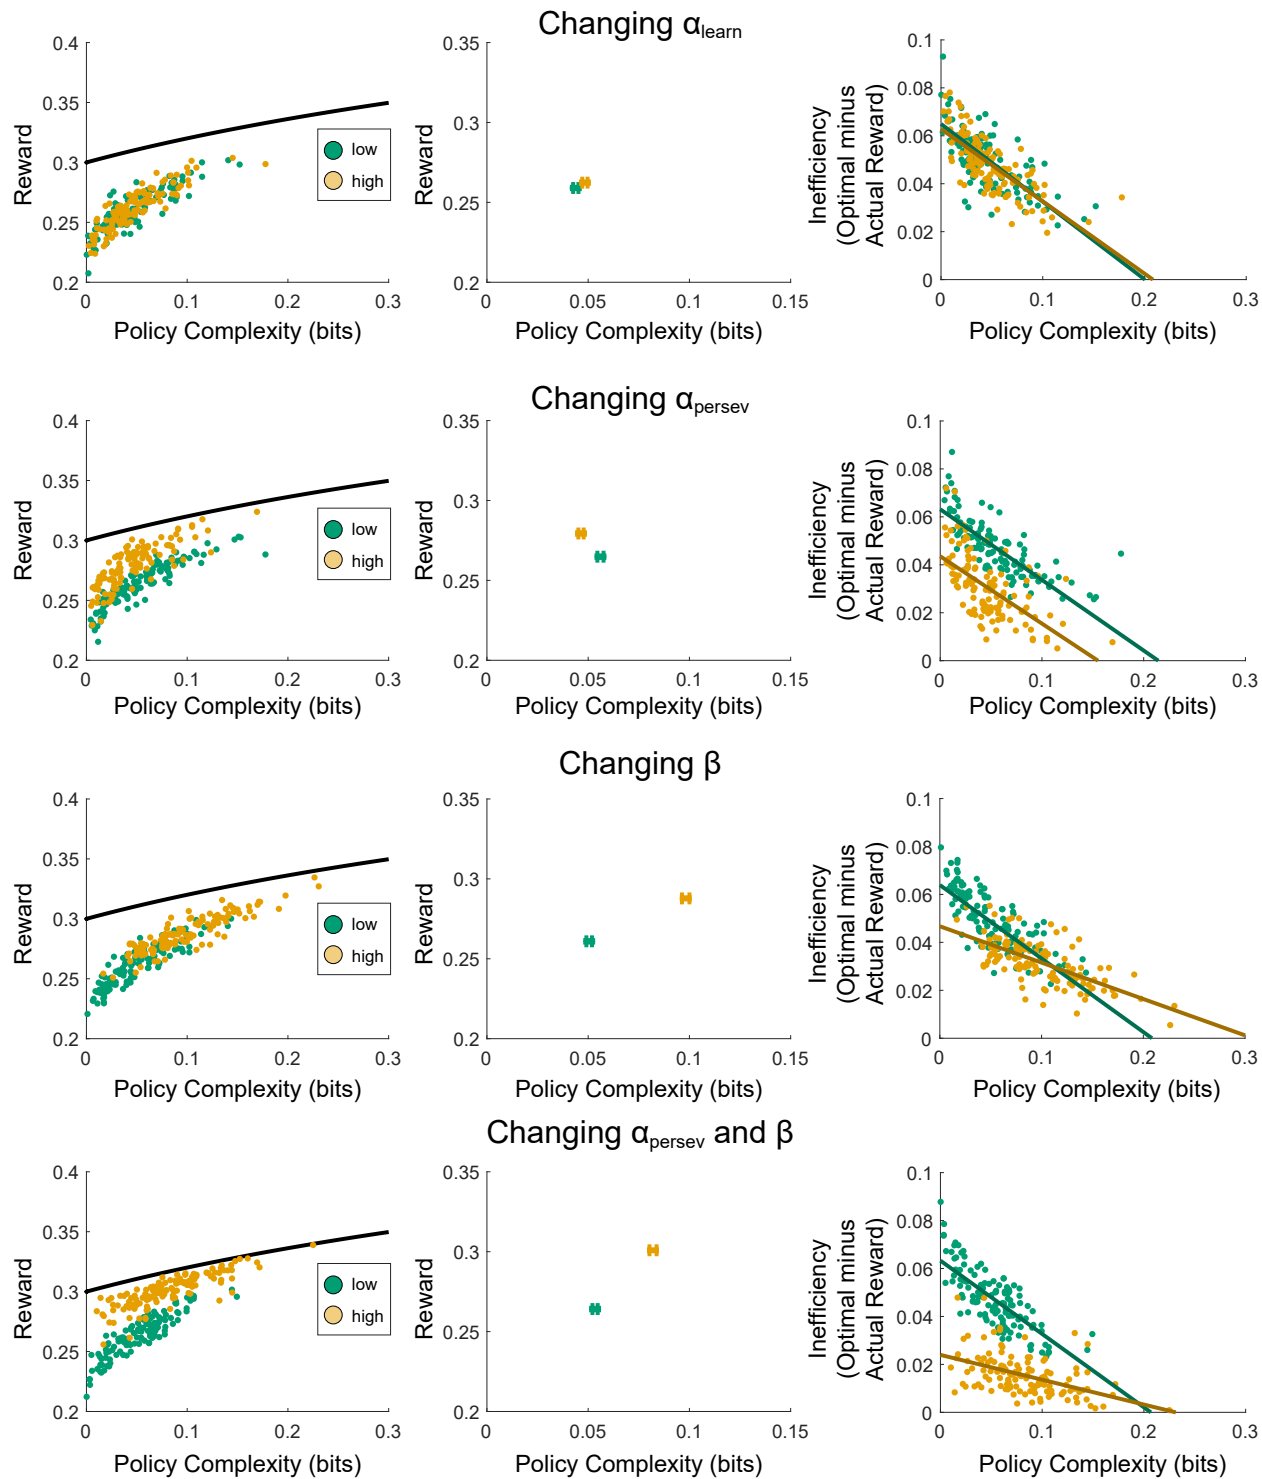 Changing αlearn
0.4
0.35
0.3
0.25
0.2
0
0.1
0.2
0.3
Reward
Policy Complexity (bits)
low
high
0.35
0.3
0.25
0.2
0
0.05
0.1
0.15
Reward
Policy Complexity (bits)
0.1
0.08
0.06
0.04
0.02
0
0
0.1
0.2
0.3
Inefficiency
(Optimal minus
Actual Reward)
Policy Complexity (bits)
Changing αpersev
0.4
0.35
0.3
0.25
0.2
0
0.1
0.2
0.3
Reward
Policy Complexity (bits)
low
high
0.35
0.3
0.25
0.2
0
0.05
0.1
0.15
Reward
Policy Complexity (bits)
0.1
0.08
0.06
0.04
0.02
0
0
0.1
0.2
0.3
Inefficiency
(Optimal minus
Actual Reward)
Policy Complexity (bits)
Changing β
0.4
0.35
0.3
0.25
0.2
0
0.1
0.2
0.3
Reward
Policy Complexity (bits)
low
high
0.35
0.3
0.25
0.2
0
0.05
0.1
0.15
Reward
Policy Complexity (bits)
0.1
0.08
0.06
0.04
0.02
0
0
0.1
0.2
0.3
Inefficiency
(Optimal minus
Actual Reward)
Policy Complexity (bits)
Changing αpersev and β
0.4
0.35
0.3
0.25
0.2
0
0.1
0.2
0.3
Reward
Policy Complexity (bits)
low
high
0.35
0.3
0.25
0.2
0
0.05
0.1
0.15
Reward
Policy Complexity (bits)
0.1
0.08
0.06
0.04
0.02
0
0
0.1
0.2
0.3
Inefficiency
(Optimal minus
Actual Reward)
Policy Complexity (bits)